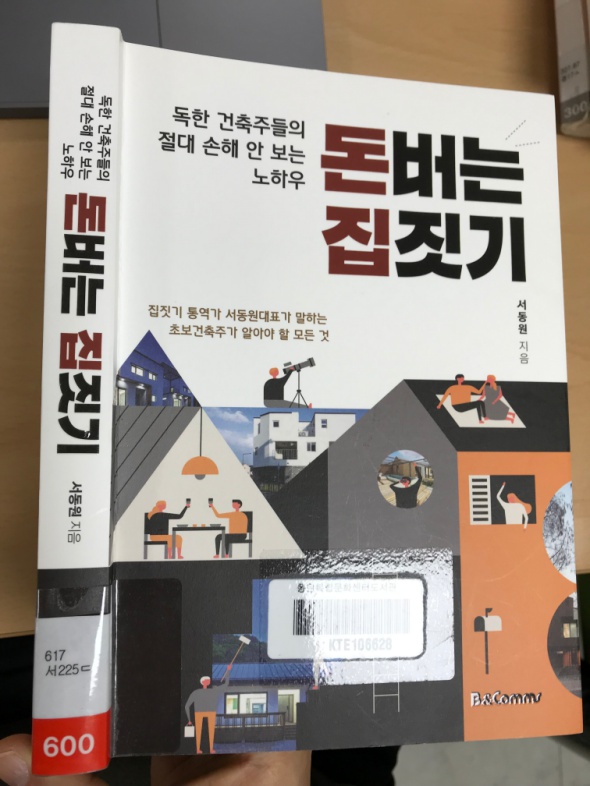 독한 건축주들의
절대 손해 안 보는
노하우
돈버는
집짓기
서동원 지음
집짓기 통역가 서동원대표가 말하는
초보건축주가 알아야 할 모든 것
KTE106628
B&Comms
독한 건축주들의
절대 손해 안 보는
노하우
돈버는 집짓기
서동원 지음
617
서225ㄷ
600
300